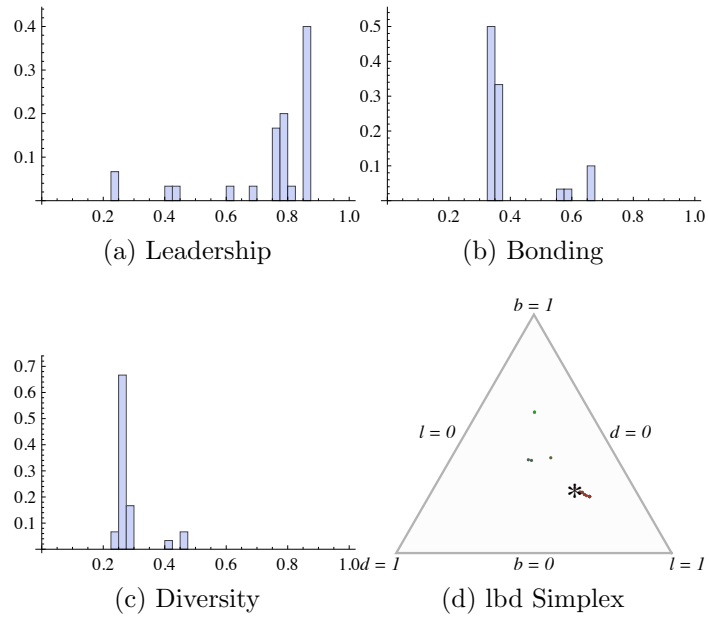 0.4
0.3
0.2
0.1
0.2 0.4 0.6 0.8 1.0
(a) Leadership
0.5
0.4
0.3
0.2
0.1
0.2 0.4 0.6 0.8 1.0
(b) Bonding
0.7
0.6
0.5
0.4
0.3
0.2
0.1
0.2 0.4 0.6 0.8 1.0
(c) Diversity
b = 1
l = 0 d = 0
*
d = 1 b = 0 l = 1
(d) lbd Simplex